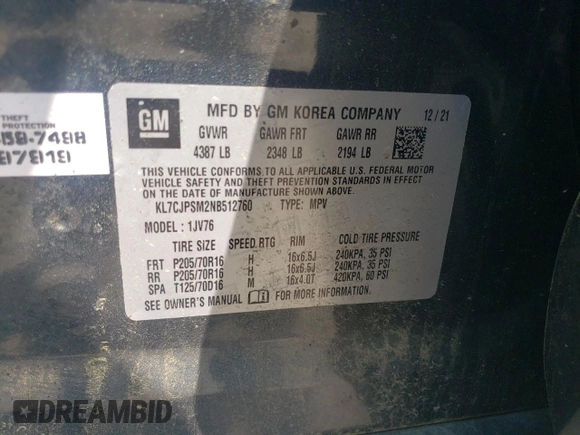 THEFT
PROTECTION
GM
MFD BY GM KOREA COMPANY 12/21
GVWR GAWR FRT GAWR RR
4387 LB 2348 LB 2194 LB
THIS VEHICLE CONFORMS TO ALL APPLICABLE U.S. FEDERAL MOTOR
VEHICLE SAFETY, BUMPER, AND THEFT PREVENTION STANDARDS IN
EFFECT ON THE DATE OF MANUFACTURE SHOWN ABOVE.
KL7CJPSM2NB512760 TYPE: MPV
MODEL: 1JV76
TIRE SIZE SPEED RTG RIM COLD TIRE PRESSURE
FRT P205/70R16 H 16x6.5J 240KPA, 35 PSI
RR P205/70R16 H 16x6.5J 240KPA, 35 PSI
SPA T125/70D16 M 16x4.0T 420KPA, 60 PSI
SEE OWNER'S MANUAL FOR MORE INFORMATION.
DREAMBID